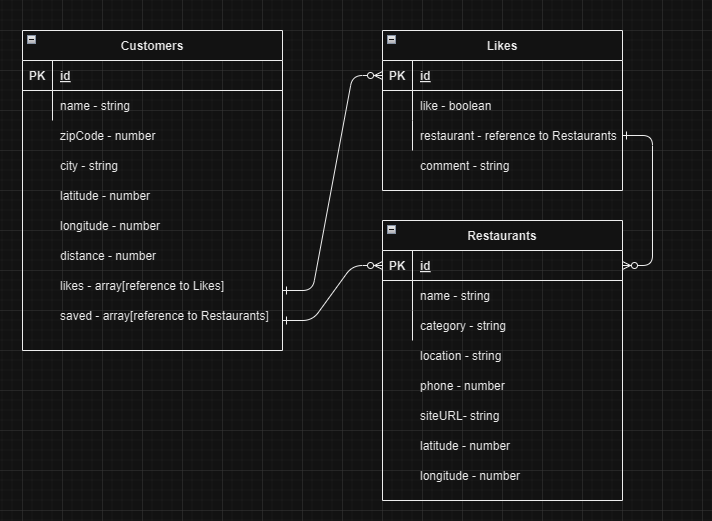 Customers
PK id
name - string
zipCode - number
city - string
latitude - number
longitude - number
distance - number
likes - array[reference to Likes]
saved - array[reference to Restaurants]
Likes
PK id
like - boolean
restaurant - reference to Restaurants
comment - string
Restaurants
PK id
name - string
category - string
location - string
phone - number
siteURL- string
latitude - number
longitude - number